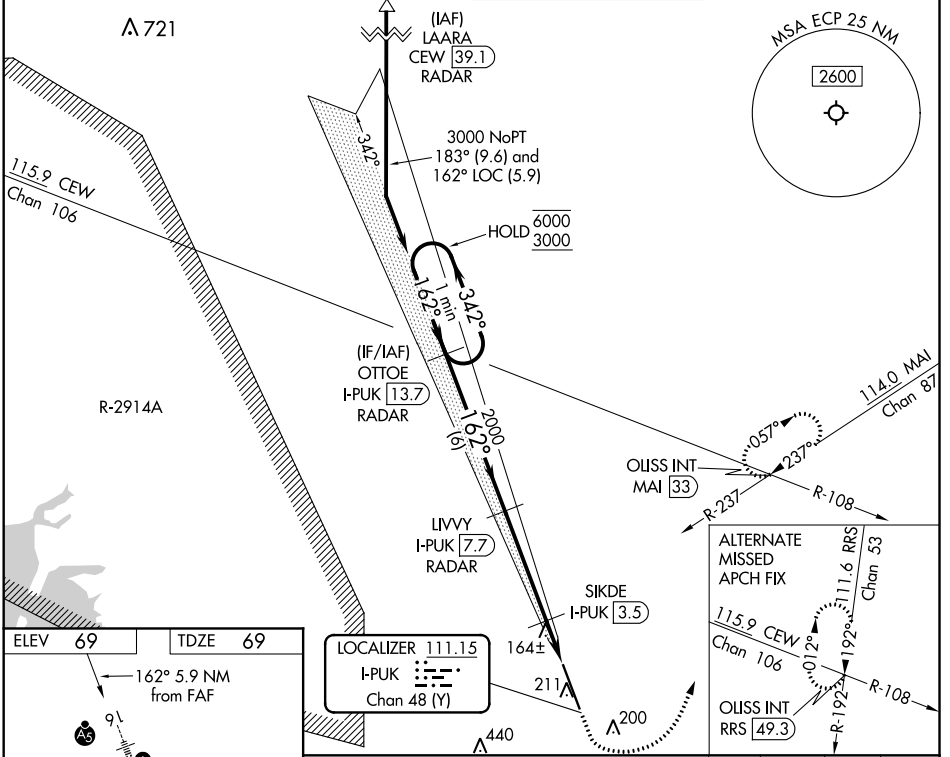 721
(IAF)
LAARA
CEW 39.1
RADAR
MSA ECP 25 NM
2600
342°
3000 NoPT
183° (9.6) and
162° LOC (5.9)
115.9 CEW
Chan 106
HOLD 6000
3000
162°
1 min
342°
(IF/IAF)
OTTOE
I-PUK 13.7
RADAR
R-2914A
2000
162°
(6)
114.0 MAI
Chan 87
057°
237°
OLISS INT
MAI 33
R-237
R-108
LIVVY
I-PUK 7.7
RADAR
SIKDE
I-PUK 3.5
164±
211
200
440
ALTERNATE
MISSED
APCH FIX
111.6 RRS
Chan 53
115.9 CEW
Chan 106
012°
192°
R-108
R-192
OLISS INT
RRS 49.3
ELEV 69
TDZE 69
162° 5.9 NM
from FAF
16
A5
LOCALIZER 111.15
I-PUK
Chan 48 (Y)